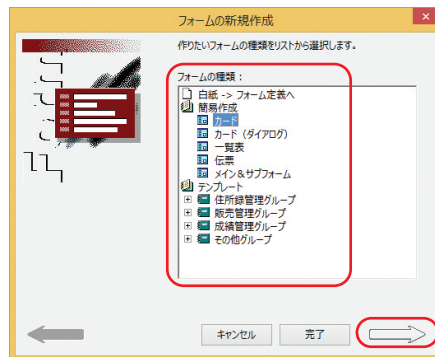 フォームの新規作成
作りたいフォームの種類をリストから選択します。
フォームの種類：
白紙 -> フォーム定義へ
簡易作成
カード
カード（ダイアログ）
一覧表
伝票
メイン&サブフォーム
テンプレート
住所録管理グループ
販売管理グループ
成績管理グループ
その他グループ
キャンセル
完了